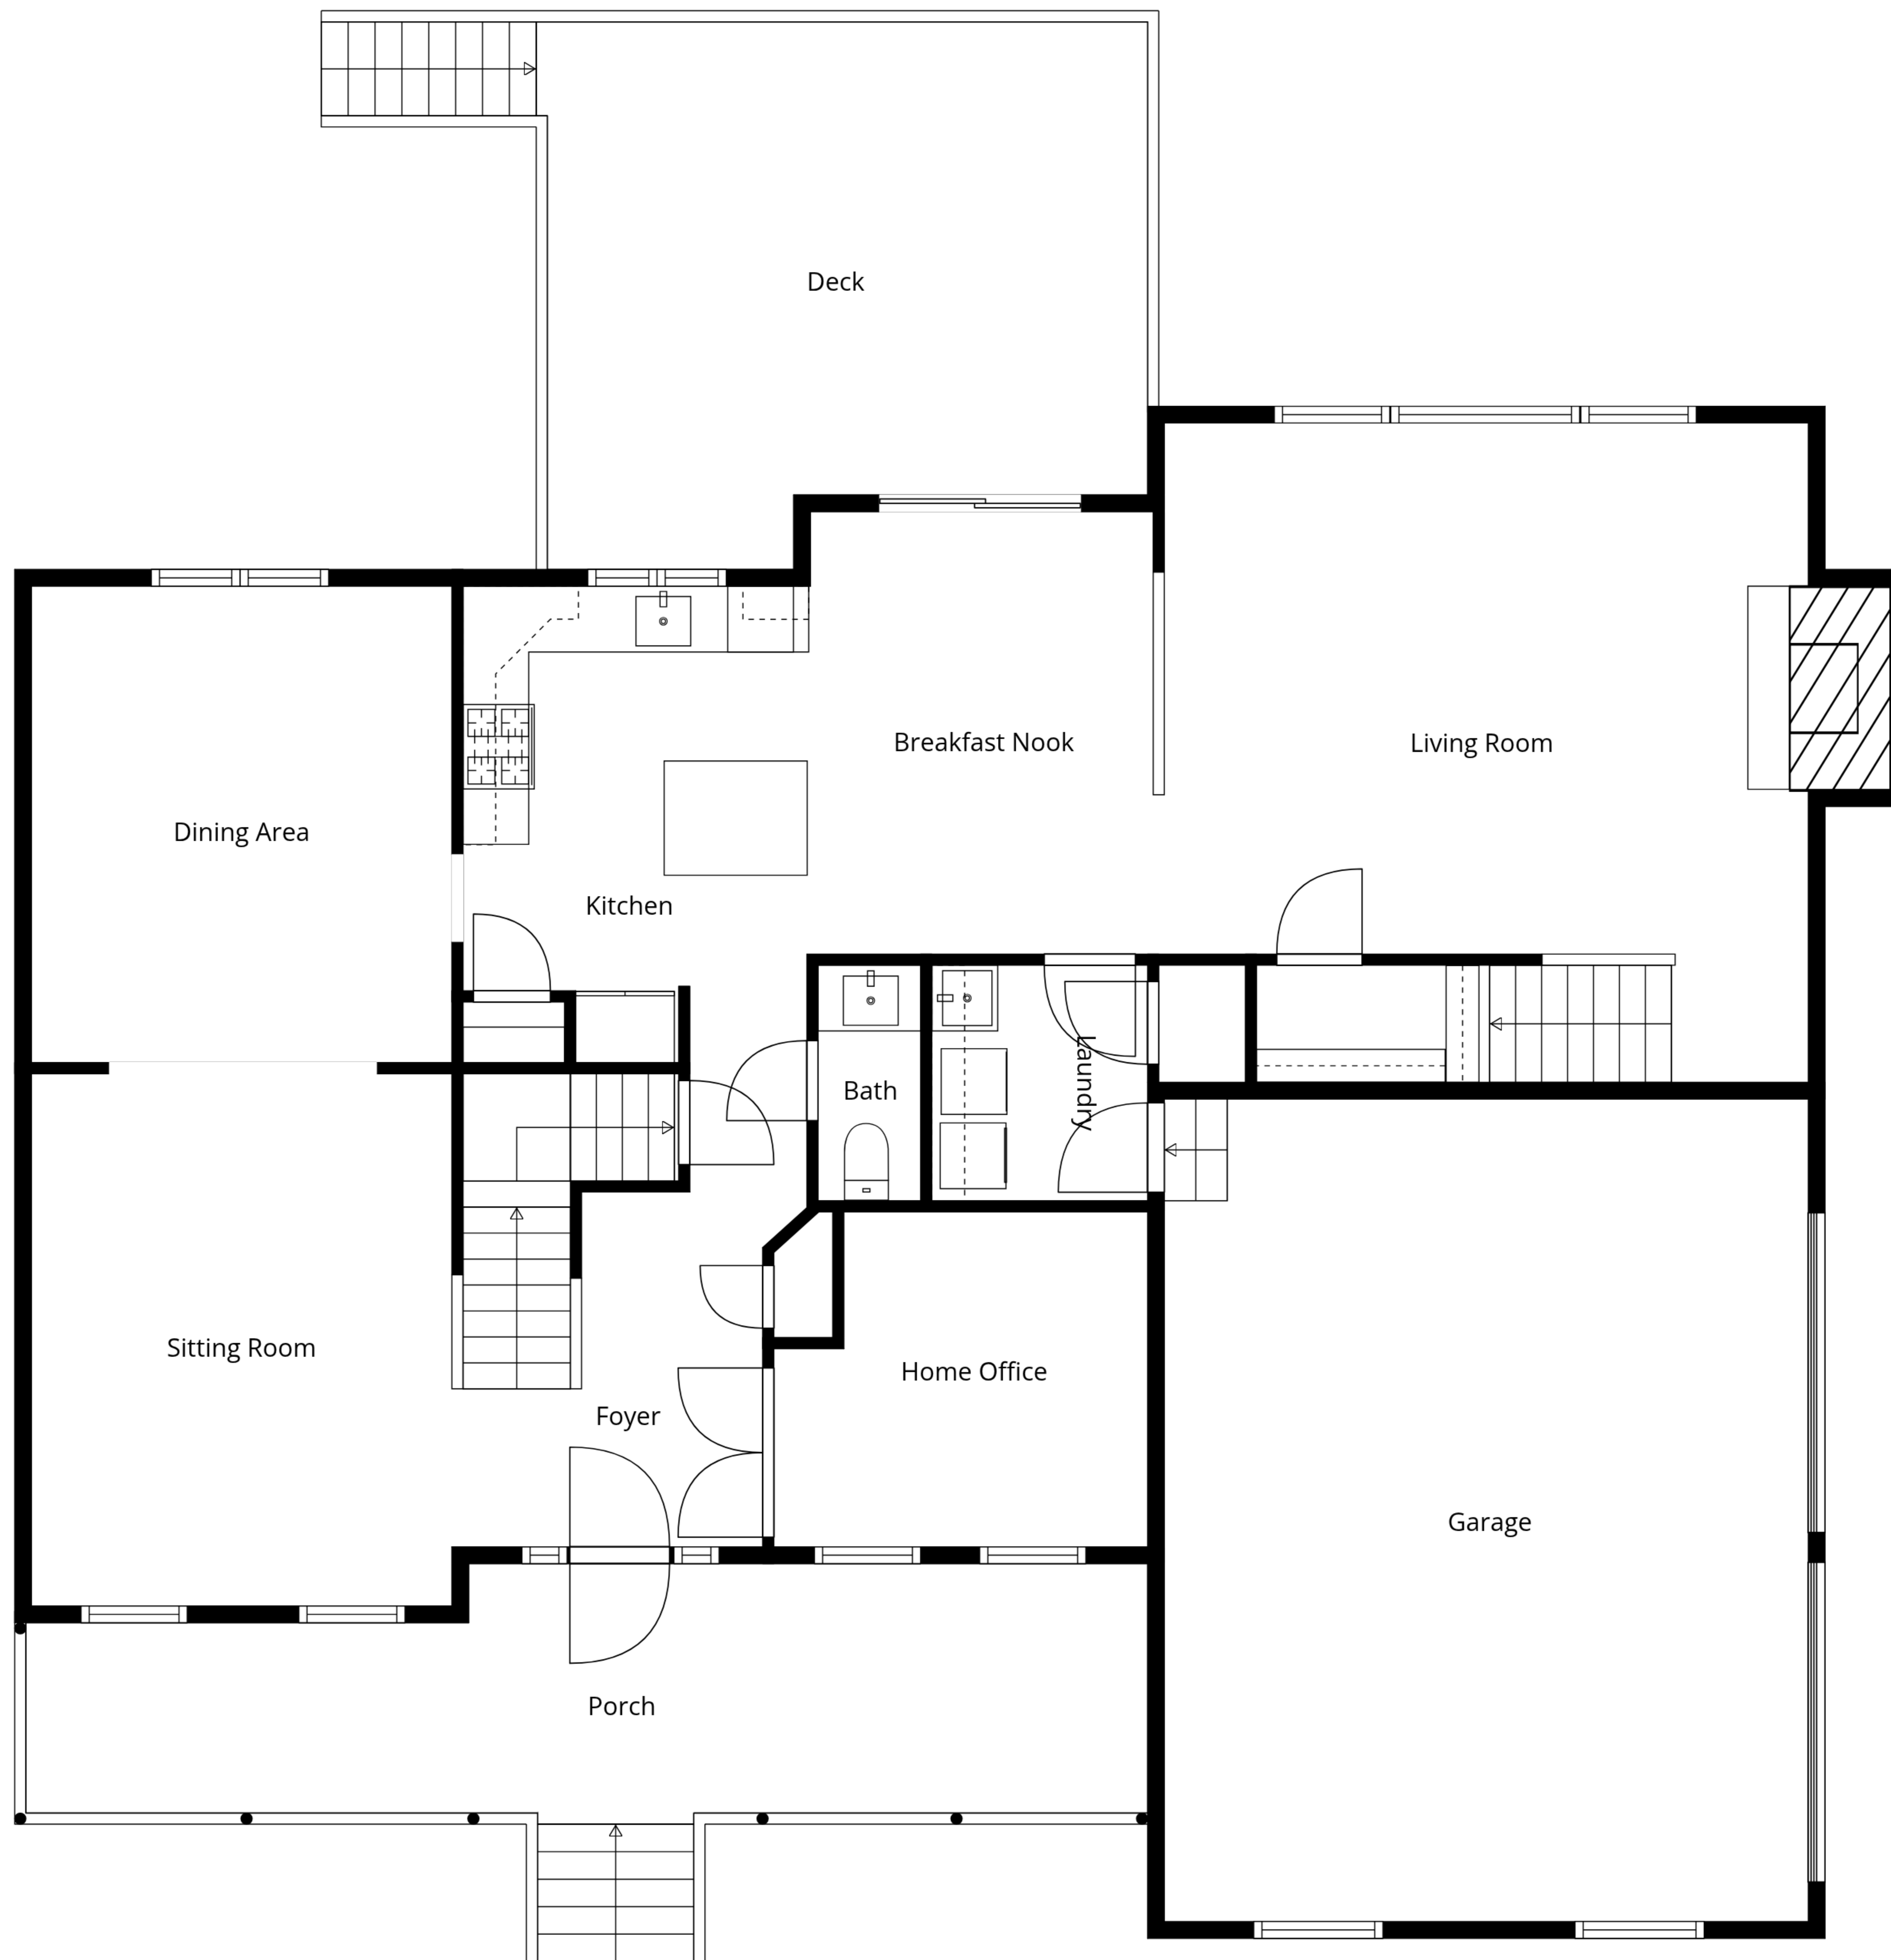 Deck
Breakfast Nook
Living Room
Dining Area
Kitchen
Laundry
Bath
Sitting Room
Home Office
Foyer
Garage
Porch